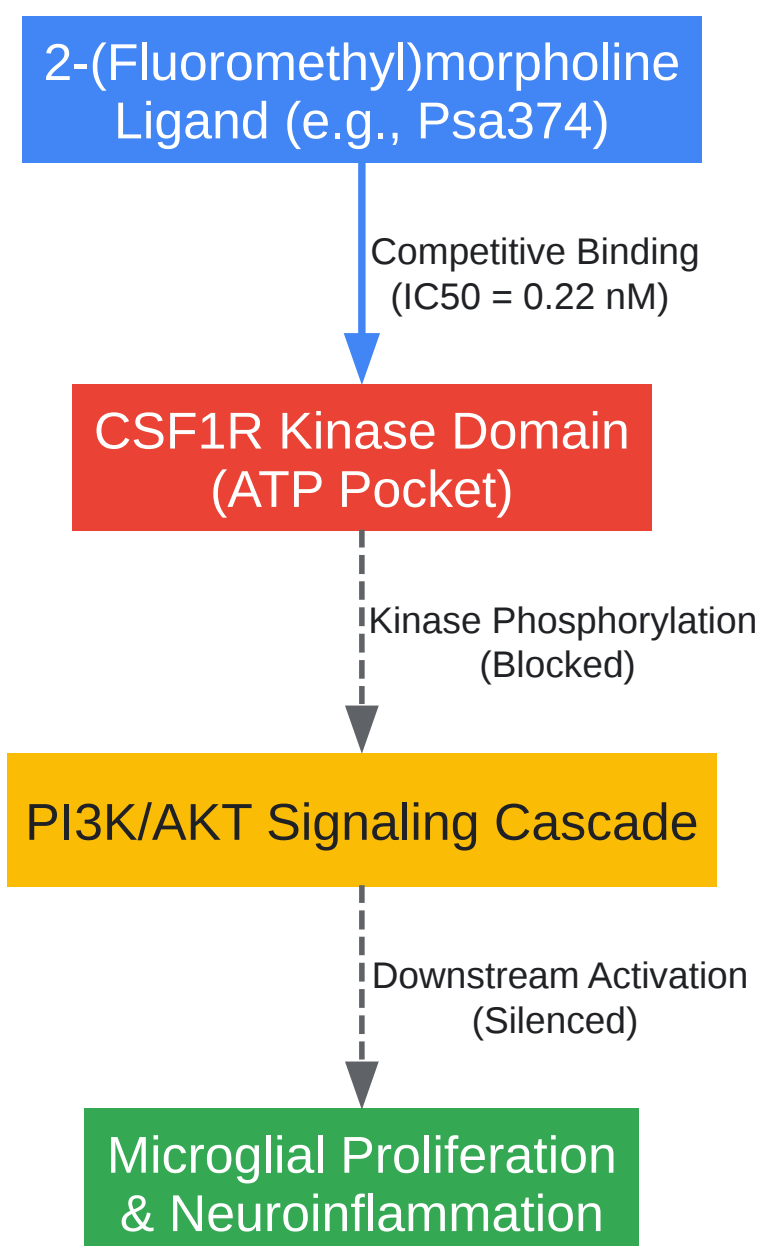 2-(Fluoromethyl)morpholine
Ligand (e.g., Psa374)
Competitive Binding
(IC50 = 0.22 nM)
CSF1R Kinase Domain
(ATP Pocket)
Kinase Phosphorylation
(Blocked)
PI3K/AKT Signaling Cascade
Downstream Activation
(Silenced)
Microglial Proliferation
& Neuroinflammation